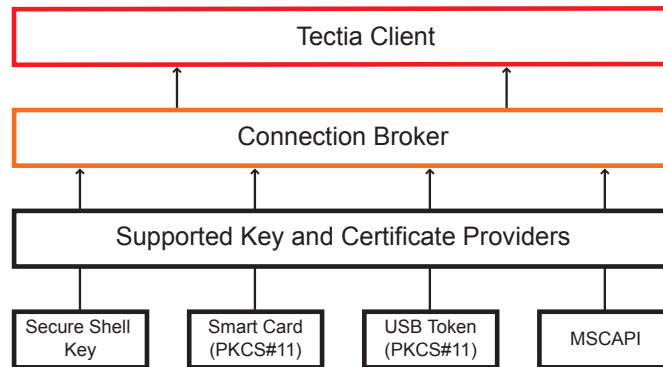 Tectia Client
Connection Broker
Supported Key and Certificate Providers
Secure Shell
Key
Smart Card
(PKCS#11)
USB Token
(PKCS#11)
MSCAPI